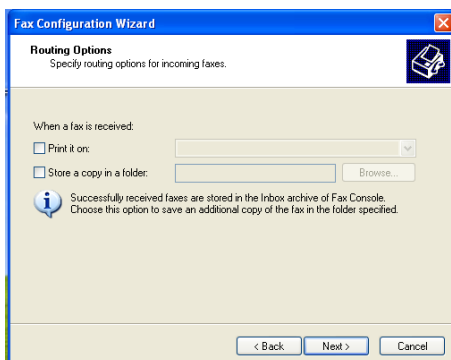 Fax Configuration Wizard
Routing Options
Specify routing options for incoming faxes.
When a fax is received:
Print it on:
Store a copy in a folder:
Browse...
Successfully received faxes are stored in the Inbox archive of Fax Console.
Choose this option to save an additional copy of the fax in the folder specified.
< Back
Next >
Cancel